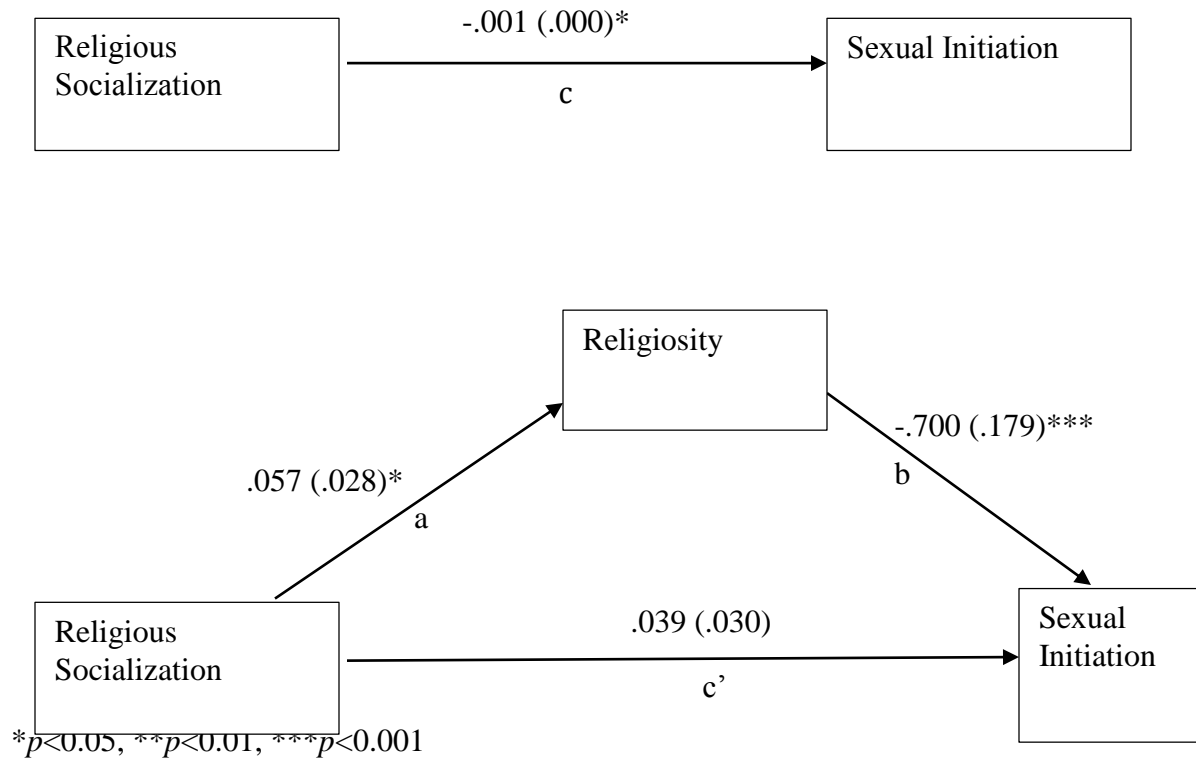 -.001 (.000)*
Religious
Socialization
Sexual Initiation
c
Religiosity
-.700 (.179)***
b
.057 (.028)*
a
Religious
Socialization
.039 (.030)
c’
Sexual
Initiation
*p<0.05, **p<0.01, ***p<0.001